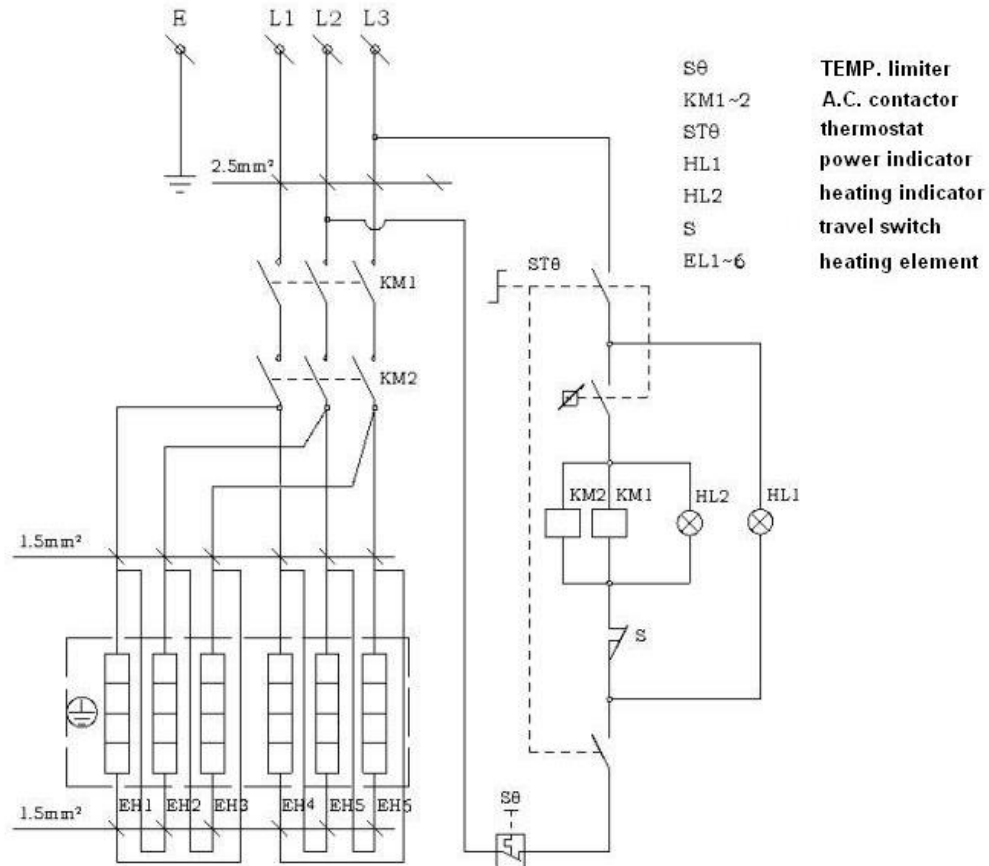 E L1 L2 L3
Sθ TEMP. limiter
KM1~2 A.C. contactor
STθ thermostat
HL1 power indicator
HL2 heating indicator
S travel switch
EL1~6 heating element
2.5mm²
STθ
KM1
KM2
KM2 KM1 HL2 HL1
1.5mm²
S
EH1 EH2 EH3 EH4 EH5 EH5
1.5mm²
Sθ